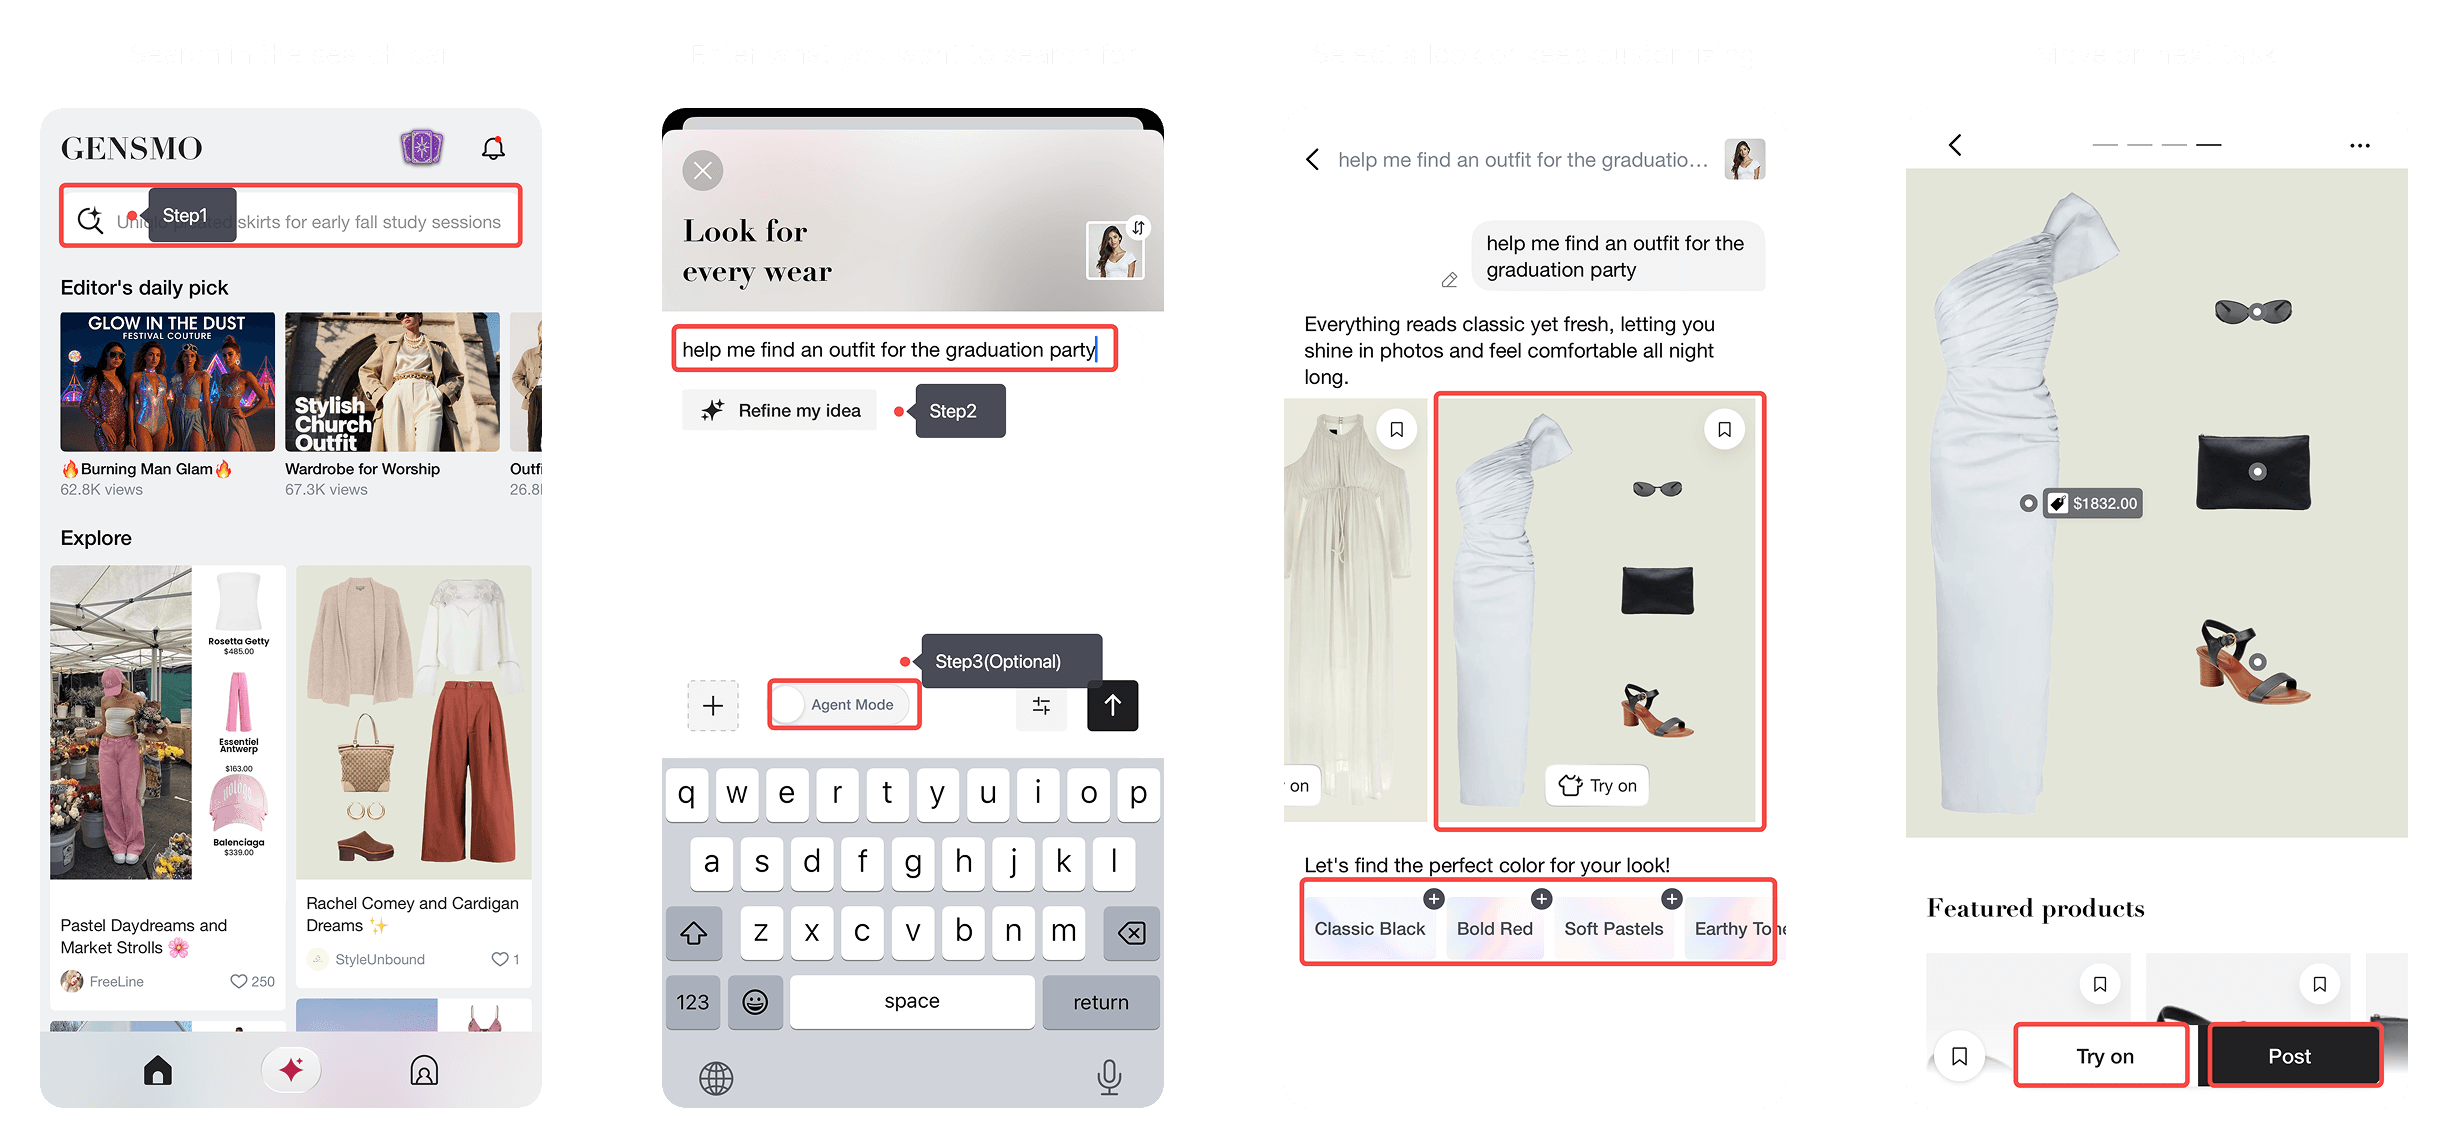 GENSMO
Step1
skirts for early fall study sessions
Editor's daily pick
GLOW IN THE DUST
FESTIVAL COUTURE
Stylish
Church
Outfit
🔥Burning Man Glam🔥
62.8K views
Wardrobe for Worship
67.3K views
Outfi
26.8
Explore
Rosetta Getty
$485.00
Essentiel
Antwerp
$163.00
Balenciaga
$339.00
Pastel Daydreams and
Market Strolls 🌸
FreeLine
250
Rachel Comey and Cardigan
Dreams ✨
StyleUnbound
1
Look for
every wear
help me find an outfit for the graduation party
Refine my idea
Step2
Step3(Optional)
Agent Mode
q w e r t y u i o p
a s d f g h j k l
z x c v b n m
123
space
return
help me find an outfit for the graduatio...
help me find an outfit for the
graduation party
Everything reads classic yet fresh, letting you
shine in photos and feel comfortable all night
long.
on
Try on
Let's find the perfect color for your look!
Classic Black
Bold Red
Soft Pastels
Earthy Tone
$1832.00
Featured products
Try on
Post